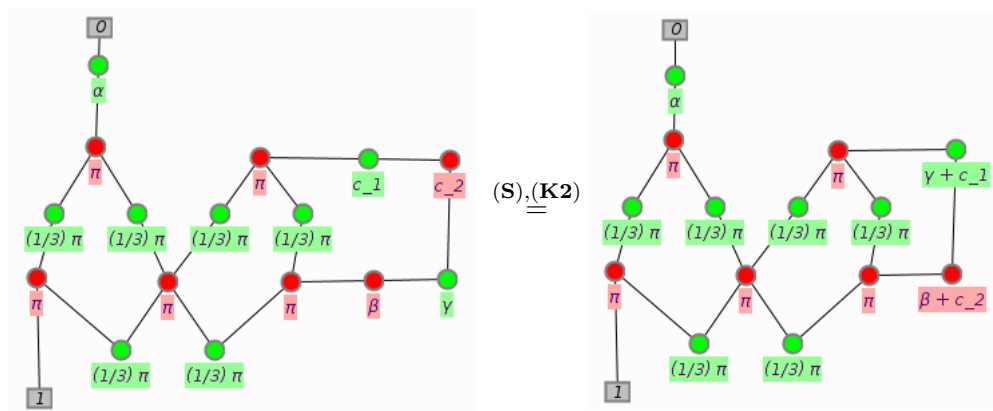 0
α
π
π
c_1
c_2
(1/3) π
(1/3) π
(1/3) π
(1/3) π
π
π
π
β
γ
(1/3) π
(1/3) π
1
(S),(K2)
=
0
α
π
π
γ + c_1
(1/3) π
(1/3) π
(1/3) π
(1/3) π
π
π
π
β + c_2
(1/3) π
(1/3) π
1